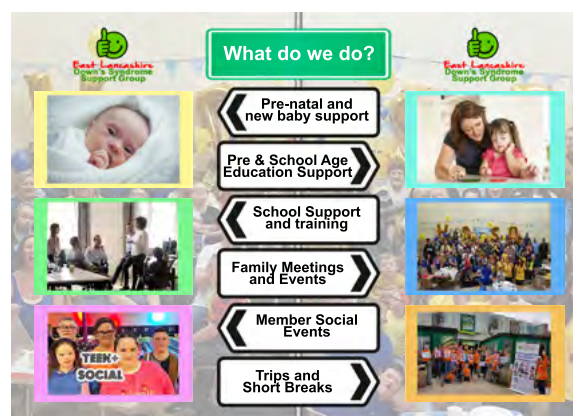 East Lancashire
Down's Syndrome
Support Group
What do we do?
East Lancashire
Down's Syndrome
Support Group
Pre-natal and
new baby support
Pre & School Age
Education Support
School Support
and training
Family Meetings
and Events
Member Social
Events
TEEN+
SOCIAL
Trips and
Short Breaks